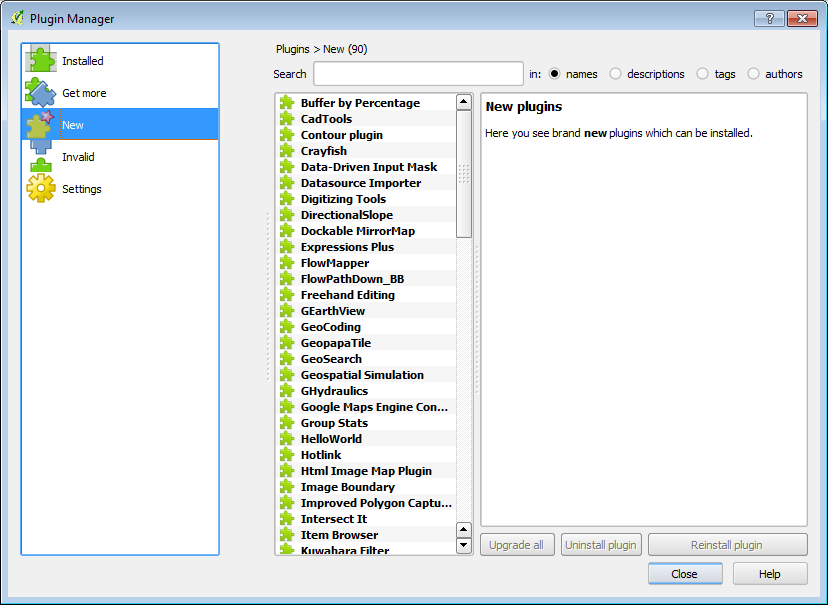 Plugin Manager
Installed
Get more
New
Invalid
Settings
Plugins > New (90)
Search
in: names descriptions tags authors
Buffer by Percentage
CadTools
Contour plugin
Crayfish
Data-Driven Input Mask
Datasource Importer
Digitizing Tools
DirectionalSlope
Dockable MirrorMap
Expressions Plus
FlowMapper
FlowPathDown_BB
Freehand Editing
GEarthView
GeoCoding
GeopapaTile
GeoSearch
Geospatial Simulation
GHydraulics
Google Maps Engine Con...
Group Stats
HelloWorld
Hotlink
Html Image Map Plugin
Image Boundary
Improved Polygon Captu...
Intersect It
Item Browser
Kuwahara Filter
New plugins
Here you see brand new plugins which can be installed.
Upgrade all
Uninstall plugin
Reinstall plugin
Close
Help